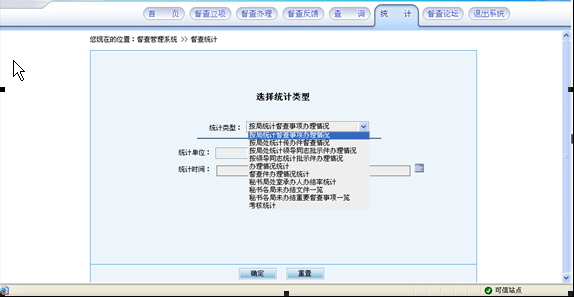 首 页 督查立项 督查办理 督查反馈 查 询 统 计 督查论坛 退出系统
您现在的位置：督查管理系统 >> 督查统计
选择统计类型
统计类型： 按局统计督查事项办理情况
按局统计督查事项办理情况
按局处统计传办件督查情况
统计单位：
按局处统计领导同志批示件办理情况
按领导同志统计批示件办理情况
统计时间：
办理情况统计
督查件办理情况统计
秘书局处室承办人办结率统计
秘书各局未办结文件一览
秘书各局未办结重要督查事项一览
考核统计
确定 重置
可信站点